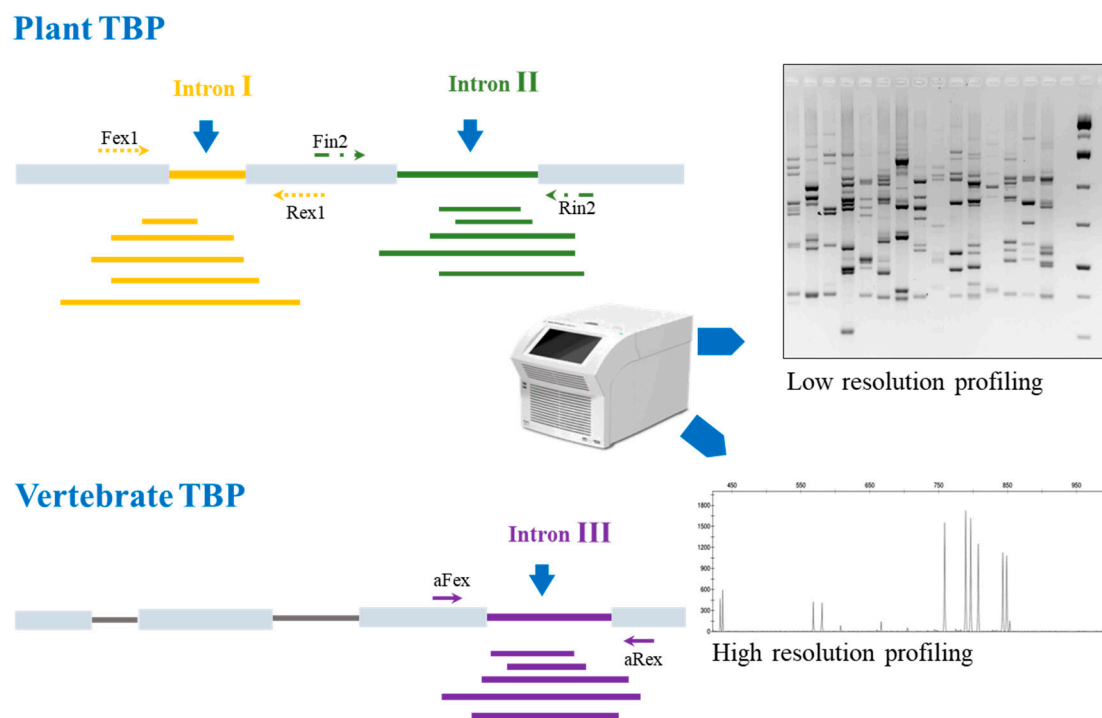 Plant TBP
Intron I
Intron II
Fex1
Fin2
Rex1
Rin2
Low resolution profiling
Vertebrate TBP
Intron III
aFex
aRex
450 550 650 750 850 950
1800
1500
1200
900
600
300
0
High resolution profiling